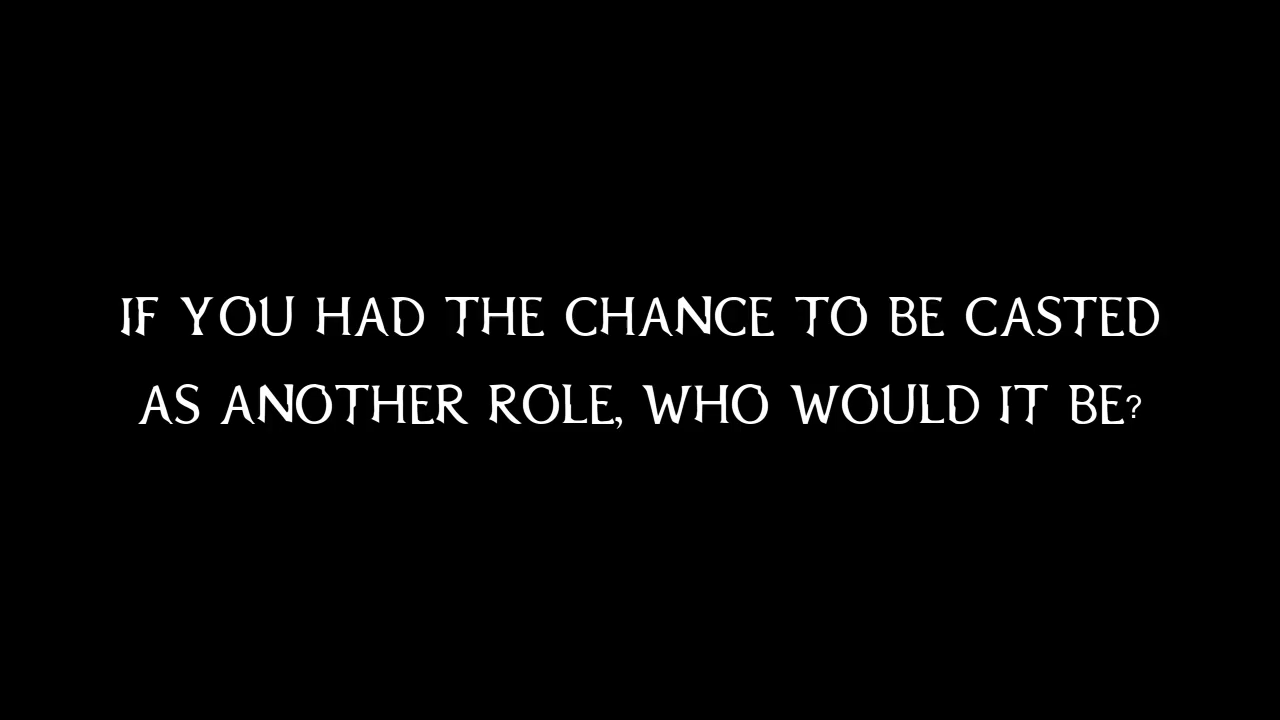 IF YOU HAD THE CHANCE TO BE CASTED
AS ANOTHER ROLE, WHO WOULD IT BE?